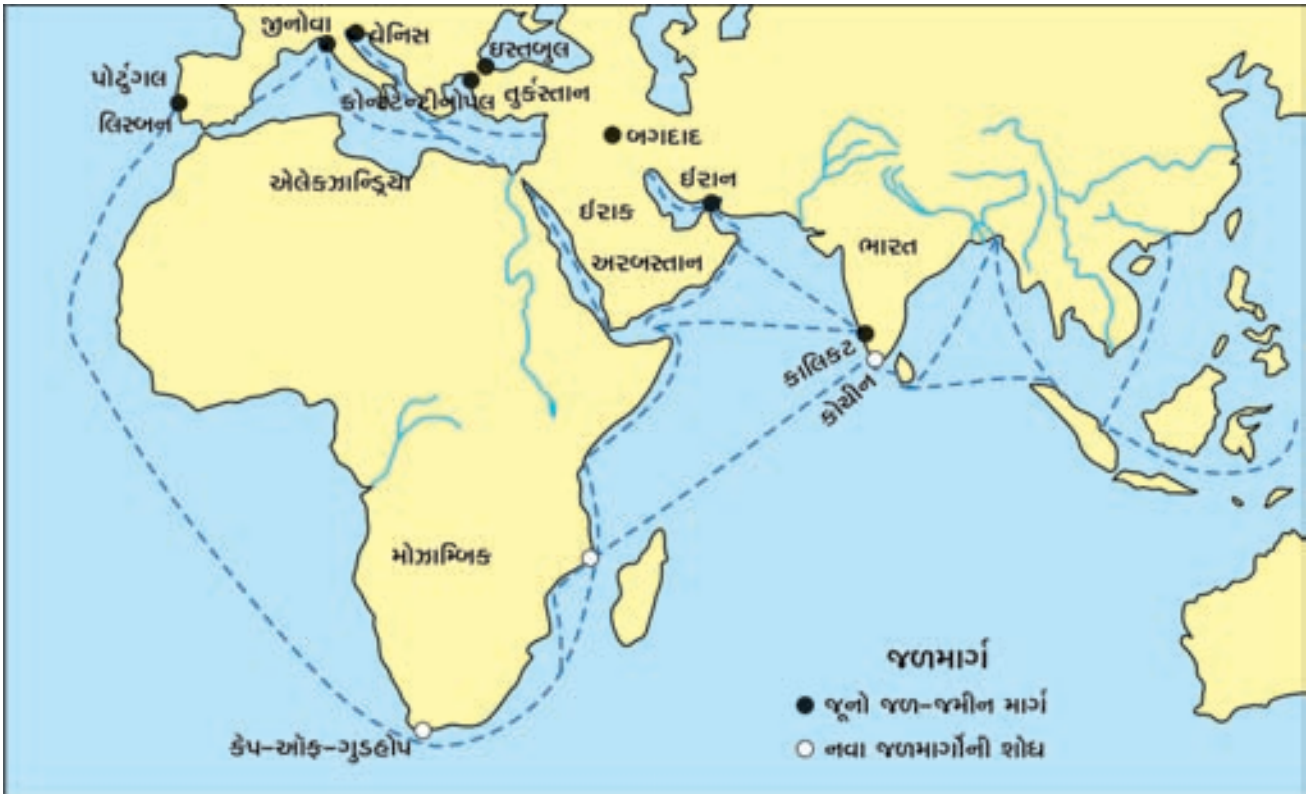 જીનોવા
વેનિસ
ઇસ્તંબુલ
પોર્ટુગલ
કોન્સ્ટેન્ટીનોપલ
તુર્કસ્તાન
લિસ્બન
બગદાદ
એલેકઝાન્ડ્રિયા
ઈરાન
ઈરાક
અરબસ્તાન
ભારત
કાલિકટ
કોચીન
મોઝામ્બિક
કેપ-ઑફ-ગુડહોપ
જળમાર્ગ
જૂનો જળ-જમીન માર્ગ
નવા જળમાર્ગોની શોધ